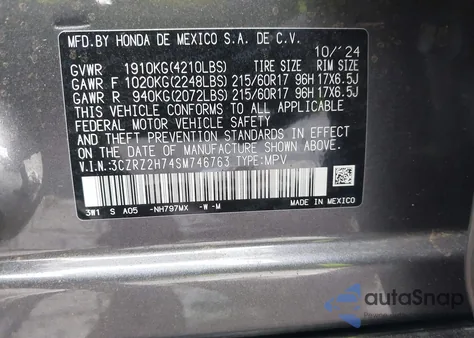 MFD.BY HONDA DE MEXICO S.A. DE C.V.
10/'24
GVWR 1910KG(4210LBS) TIRE SIZE RIM SIZE
GAWR F 1020KG(2248LBS) 215/60R17 96H 17X6.5J
GAWR R 940KG(2072LBS) 215/60R17 96H 17X6.5J
THIS VEHICLE CONFORMS TO ALL APPLICABLE
FEDERAL MOTOR VEHICLE SAFETY
AND THEFT PREVENTION STANDARDS IN EFFECT ON
THE DATE OF MANUFACTURE SHOWN ABOVE.
V.I.N.:3CZRZ2H74SM746763 TYPE:MPV
3W1 S A05 -NH797MX -W-M
MADE IN MEXICO
autoSnap